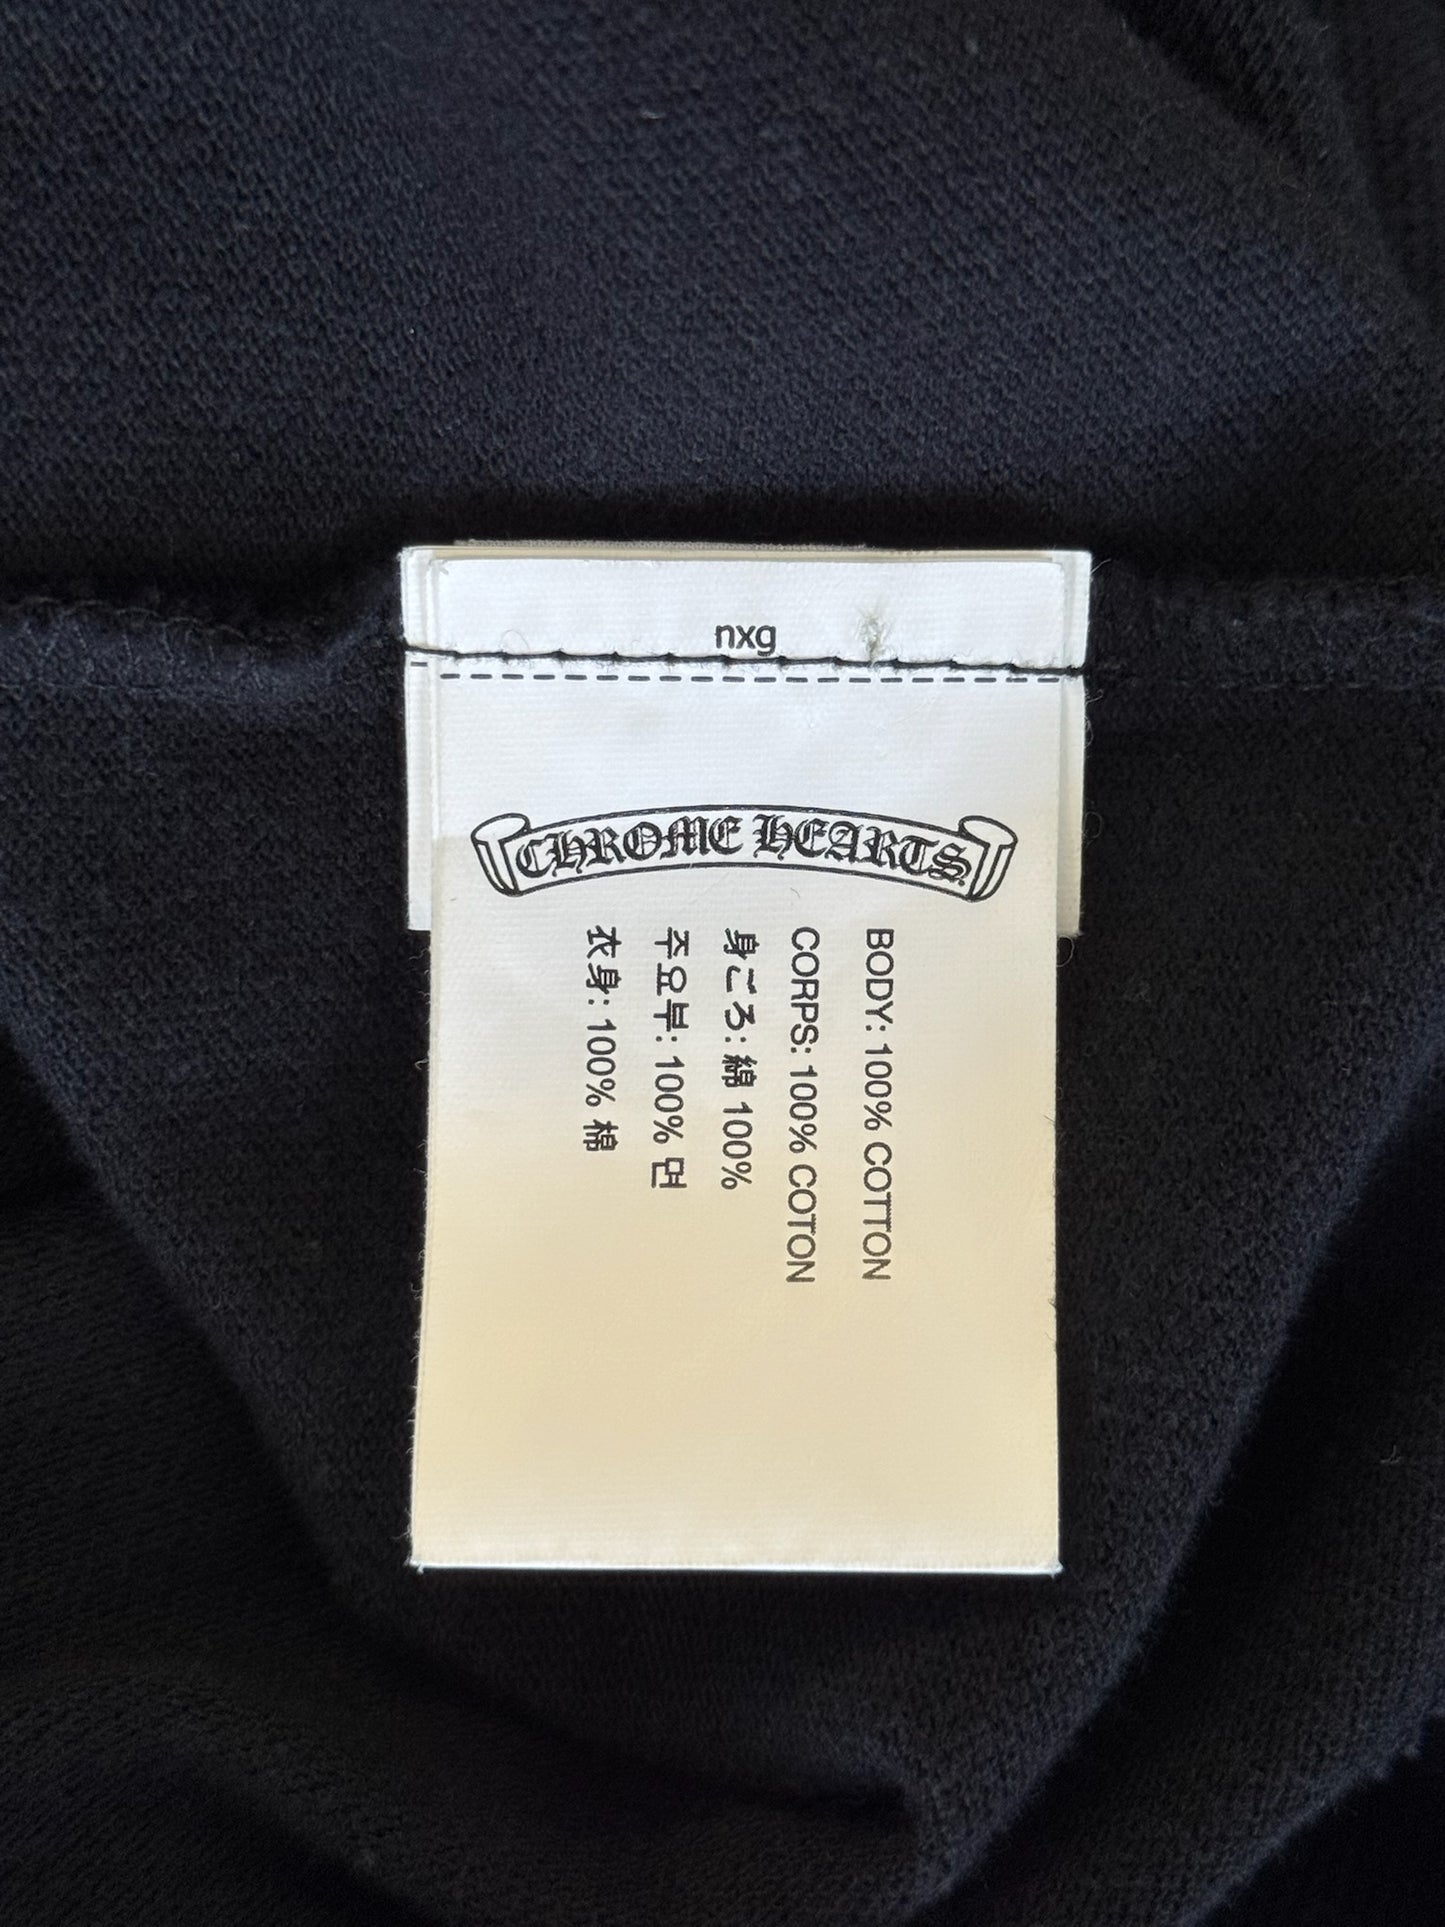 nxg
CHROME HEARTS
BODY: 100% COTTON
CORPS: 100% COTON
身ごろ: 綿 100%
주요부: 100% 면
衣身: 100% 棉